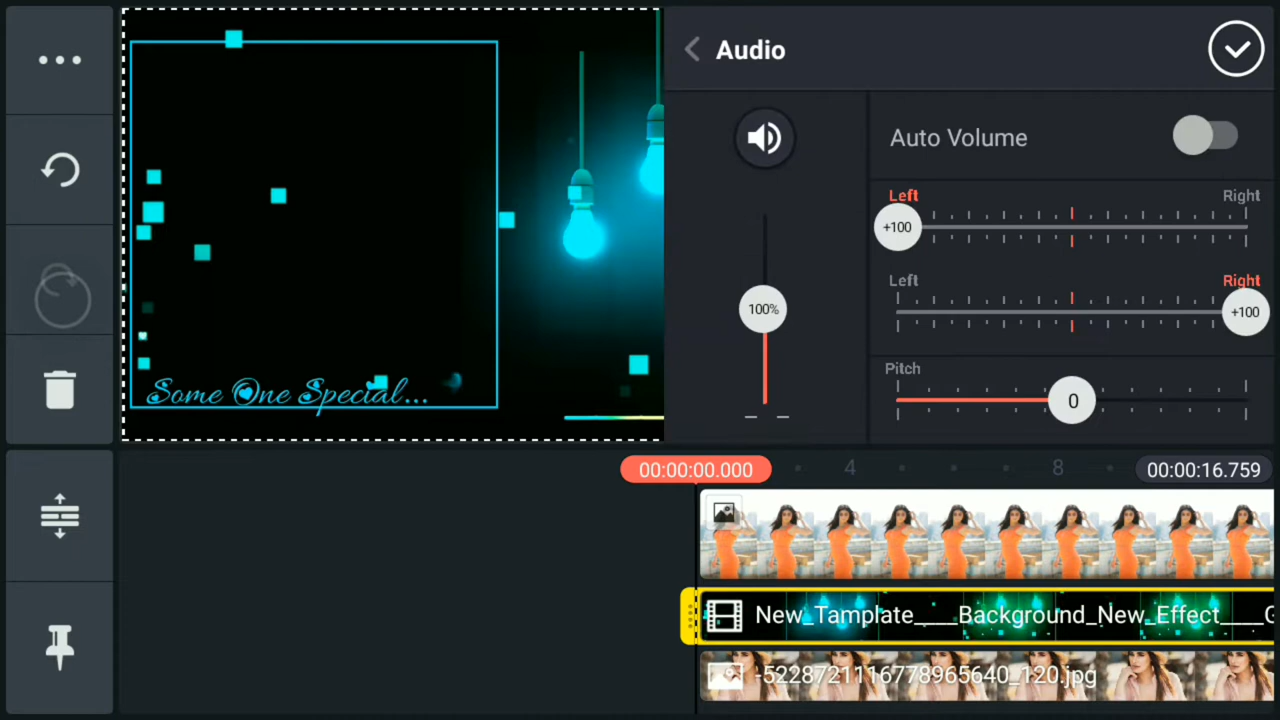 Audio
Auto Volume
Left
Right
+100
Left
Right
+100
100%
Pitch
0
Some One Special...
00:00:00.000
4
8
00:00:16.759
New_Tamplate____Background_New_Effect____G
-5228721116778965640_120.jpg